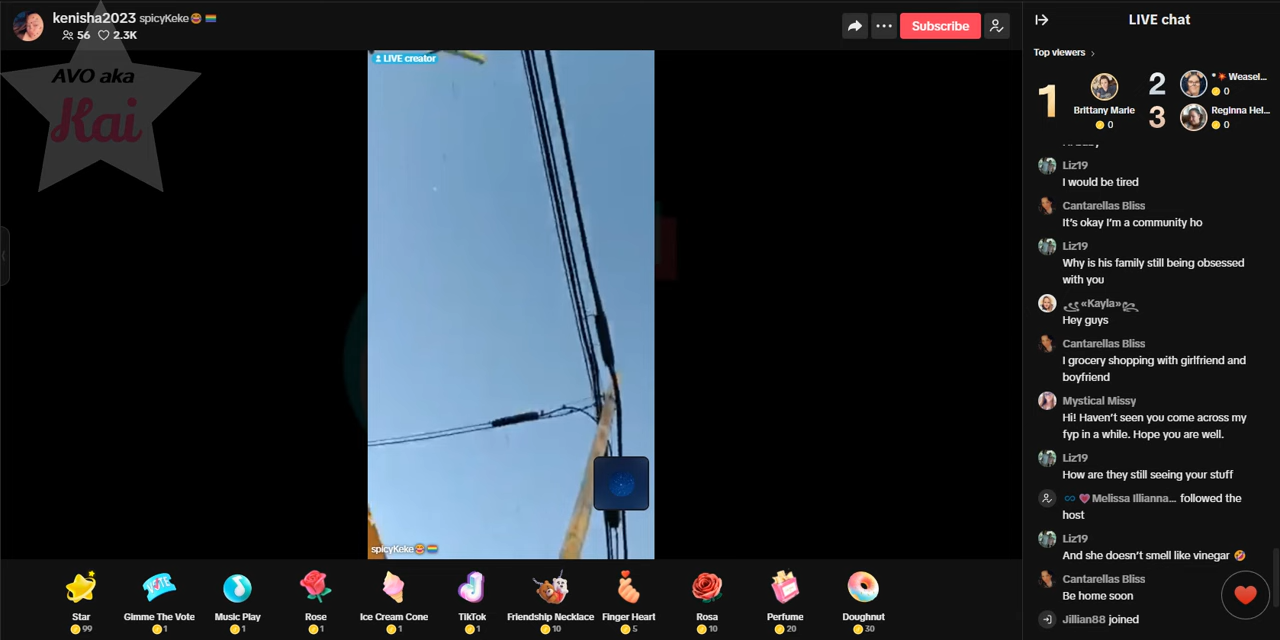 kenisha2023 spicyKeke
56 2.3K
Subscribe
AVO aka
Kai
LIVE creator
spicyKeke
LIVE chat
Top viewers
1
Brittany Marie
0
2
Weasel...
0
3
Reginna Hel...
0
Liz19
I would be tired
Cantarellas Bliss
It's okay I'm a community ho
Liz19
Why is his family still being obsessed
with you
«Kayla»
Hey guys
Cantarellas Bliss
I grocery shopping with girlfriend and
boyfriend
Mystical Missy
Hi! Haven't seen you come across my
fyp in a while. Hope you are well.
Liz19
How are they still seeing your stuff
Melissa Illianna... followed the
host
Liz19
And she doesn't smell like vinegar 🤣
Cantarellas Bliss
Be home soon
Jillian88 joined
Star
99
Gimme The Vote
1
Music Play
1
Rose
1
Ice Cream Cone
1
TikTok
1
Friendship Necklace
10
Finger Heart
5
Rosa
10
Perfume
20
Doughnut
30